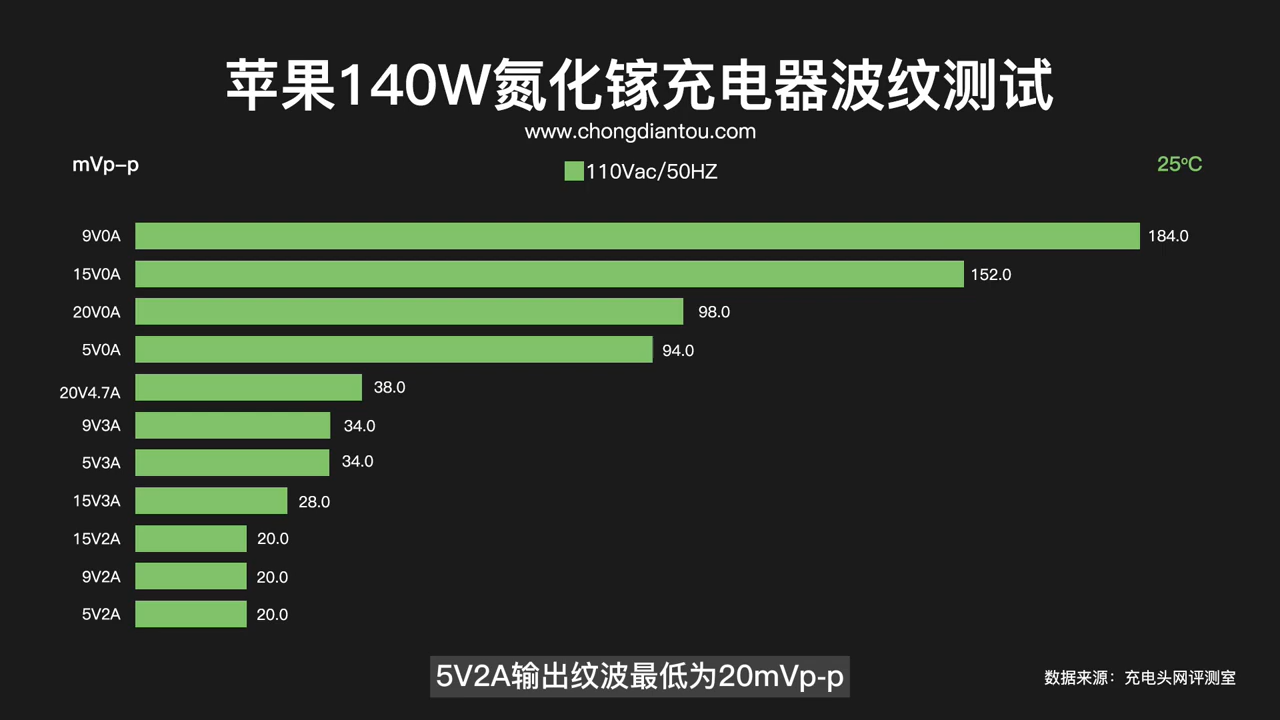 苹果140W氮化镓充电器波纹测试
www.chongdiantou.com
mVp-p
110Vac/50HZ
25℃
9V0A 184.0
15V0A 152.0
20V0A 98.0
5V0A 94.0
20V4.7A 38.0
9V3A 34.0
5V3A 34.0
15V3A 28.0
15V2A 20.0
9V2A 20.0
5V2A 20.0
5V2A输出纹波最低为20mVp-p
数据来源：充电头网评测室